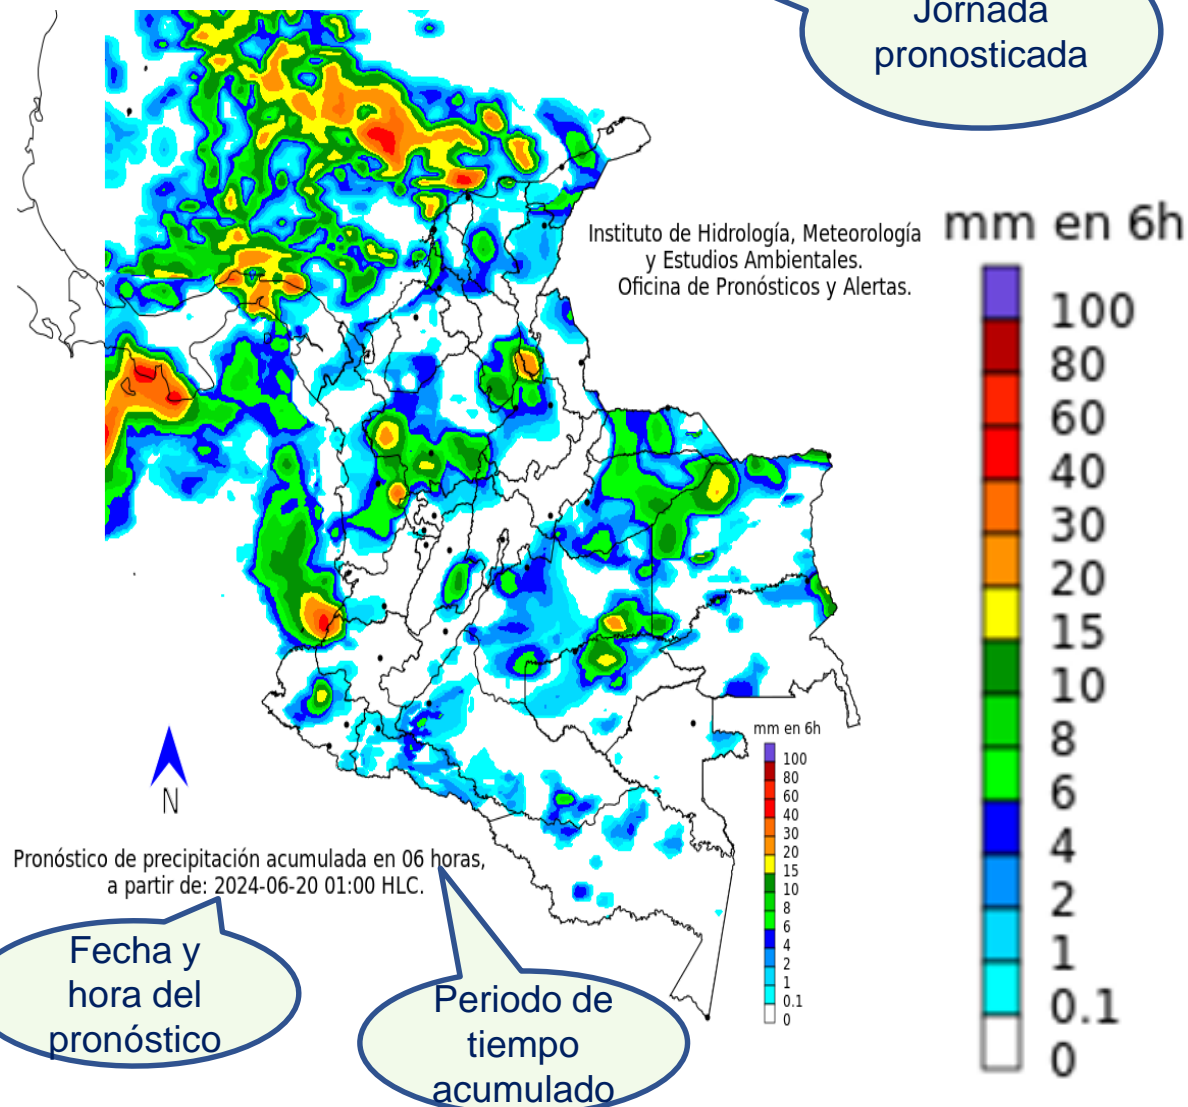 Jornada
pronosticada
Instituto de Hidrología, Meteorología
y Estudios Ambientales.
Oficina de Pronósticos y Alertas.
mm en 6h
100
80
60
40
30
20
15
10
8
6
4
2
1
0.1
0
mm en 6h
100
80
60
40
30
20
15
10
8
6
4
2
1
0.1
0
N
Pronóstico de precipitación acumulada en 06 horas,
a partir de: 2024-06-20 01:00 HLC.
Fecha y
hora del
pronóstico
Periodo de
tiempo
acumulado